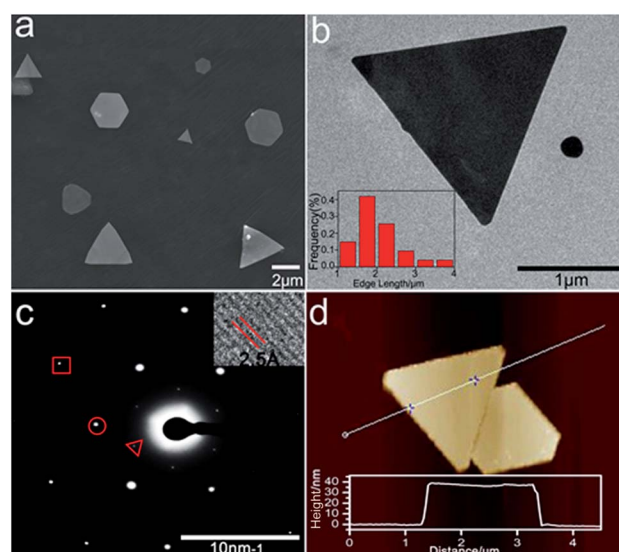 a
2μm
b
Frequency(%)
0.4
0.3
0.2
0.1
0.0
1 2 3 4
Edge Length/μm
1μm
c
2.5Å
10nm-1
d
Height/nm
40
30
20
10
0
0 1 2 3 4
Distance/μm